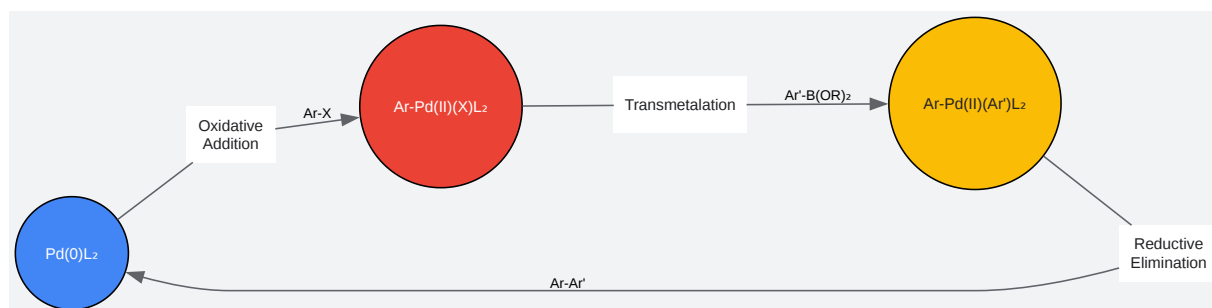 Pd(0)L₂
Oxidative
Addition
Ar-X
Ar-Pd(II)(X)L₂
Transmetalation
Ar'-B(OR)₂
Ar-Pd(II)(Ar')L₂
Reductive
Elimination
Ar-Ar'